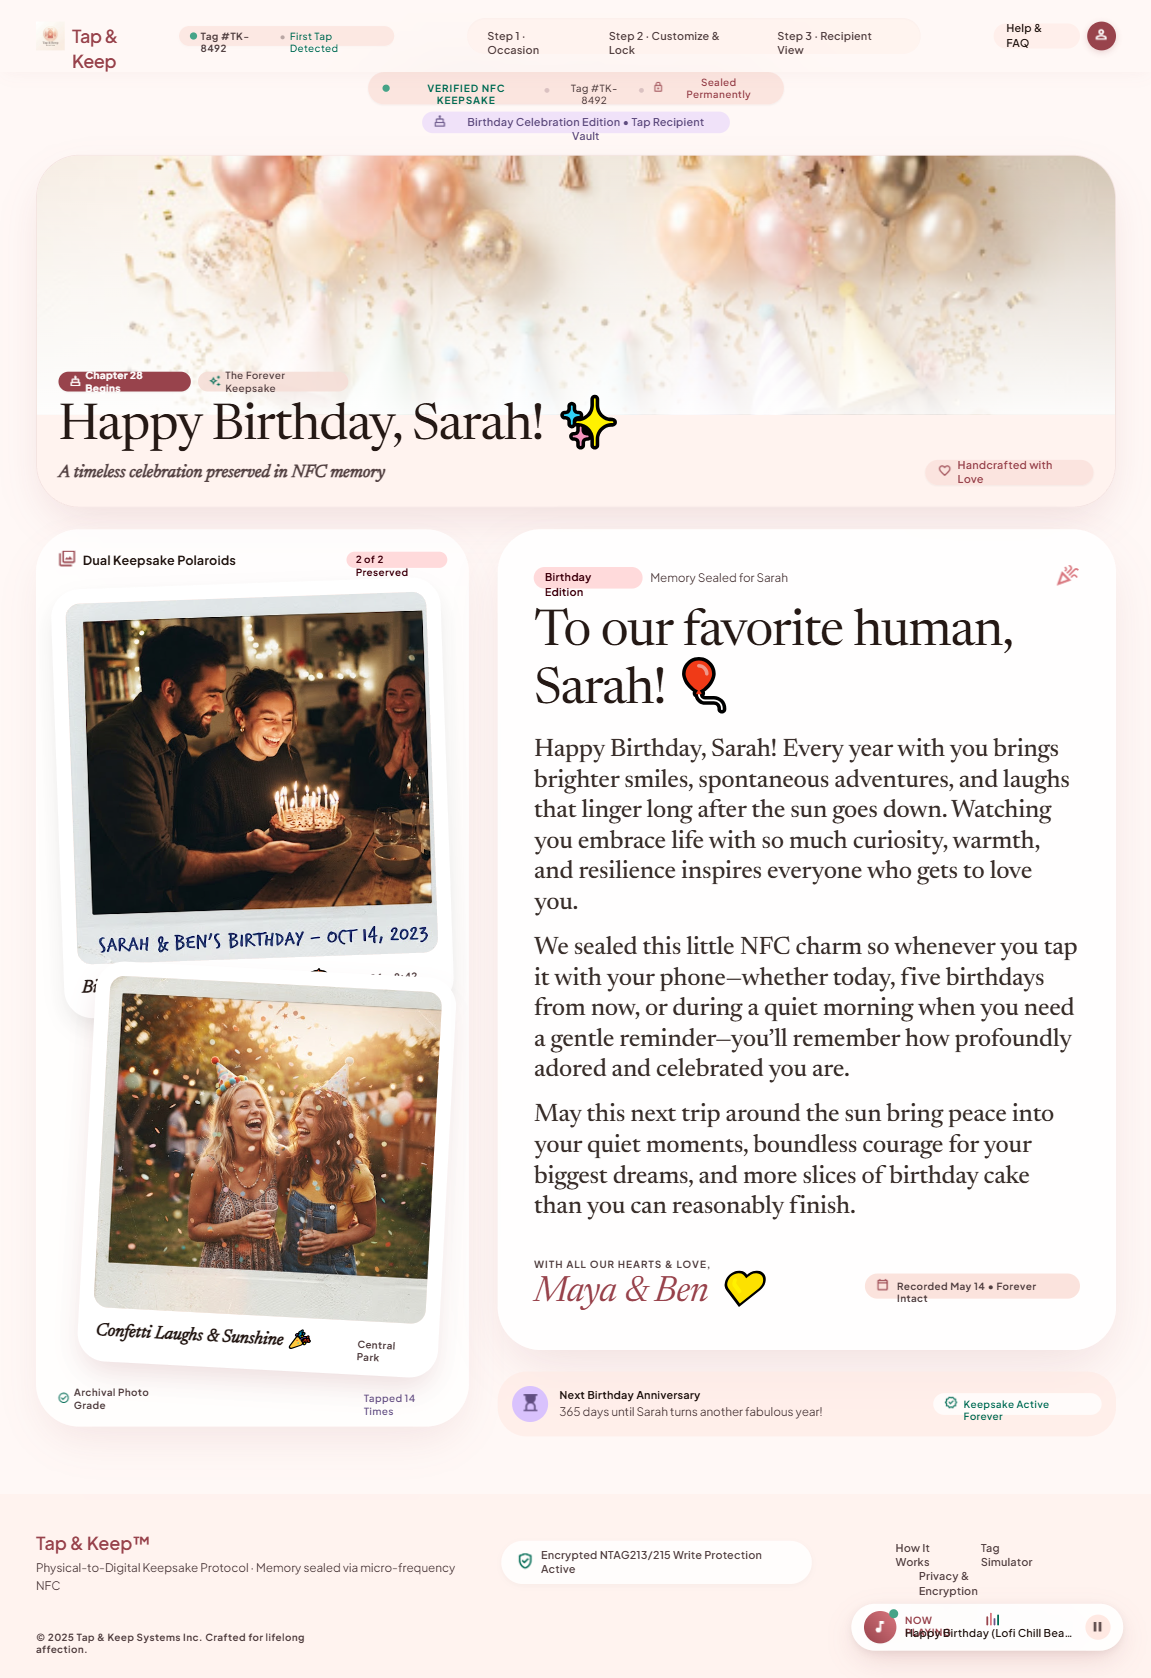 Tap &
Keep
Tag #TK-
8492
First Tap
Detected
Step 1 ·
Occasion
Step 2 · Customize &
Lock
Step 3 · Recipient
View
Help &
FAQ
VERIFIED NFC
KEEPSAKE
Tag #TK-
8492
Sealed
Permanently
Birthday Celebration Edition • Tap Recipient
Vault
Chapter 28
Begins
The Forever
Keepsake
Happy Birthday, Sarah! ✨
A timeless celebration preserved in NFC memory
Handcrafted with
Love
Dual Keepsake Polaroids
2 of 2
Preserved
SARAH & BEN'S BIRTHDAY – OCT 14, 2023
Confetti Laughs & Sunshine 🎉
Central
Park
Archival Photo
Grade
Tapped 14
Times
Birthday
Edition
Memory Sealed for Sarah
To our favorite human,
Sarah! 🎈
Happy Birthday, Sarah! Every year with you brings
brighter smiles, spontaneous adventures, and laughs
that linger long after the sun goes down. Watching
you embrace life with so much curiosity, warmth,
and resilience inspires everyone who gets to love
you.
We sealed this little NFC charm so whenever you tap
it with your phone—whether today, five birthdays
from now, or during a quiet morning when you need
a gentle reminder—you’ll remember how profoundly
adored and celebrated you are.
May this next trip around the sun bring peace into
your quiet moments, boundless courage for your
biggest dreams, and more slices of birthday cake
than you can reasonably finish.
WITH ALL OUR HEARTS & LOVE,
Maya & Ben 💛
Recorded May 14 • Forever
Intact
Next Birthday Anniversary
365 days until Sarah turns another fabulous year!
Keepsake Active
Forever
Tap & Keep™
Physical-to-Digital Keepsake Protocol · Memory sealed via micro-frequency
NFC
© 2025 Tap & Keep Systems Inc. Crafted for lifelong
affection.
Encrypted NTAG213/215 Write Protection
Active
How It
Works
Tag
Simulator
Privacy &
Encryption
NOW
PLAYING
Happy Birthday (Lofi Chill Bea...